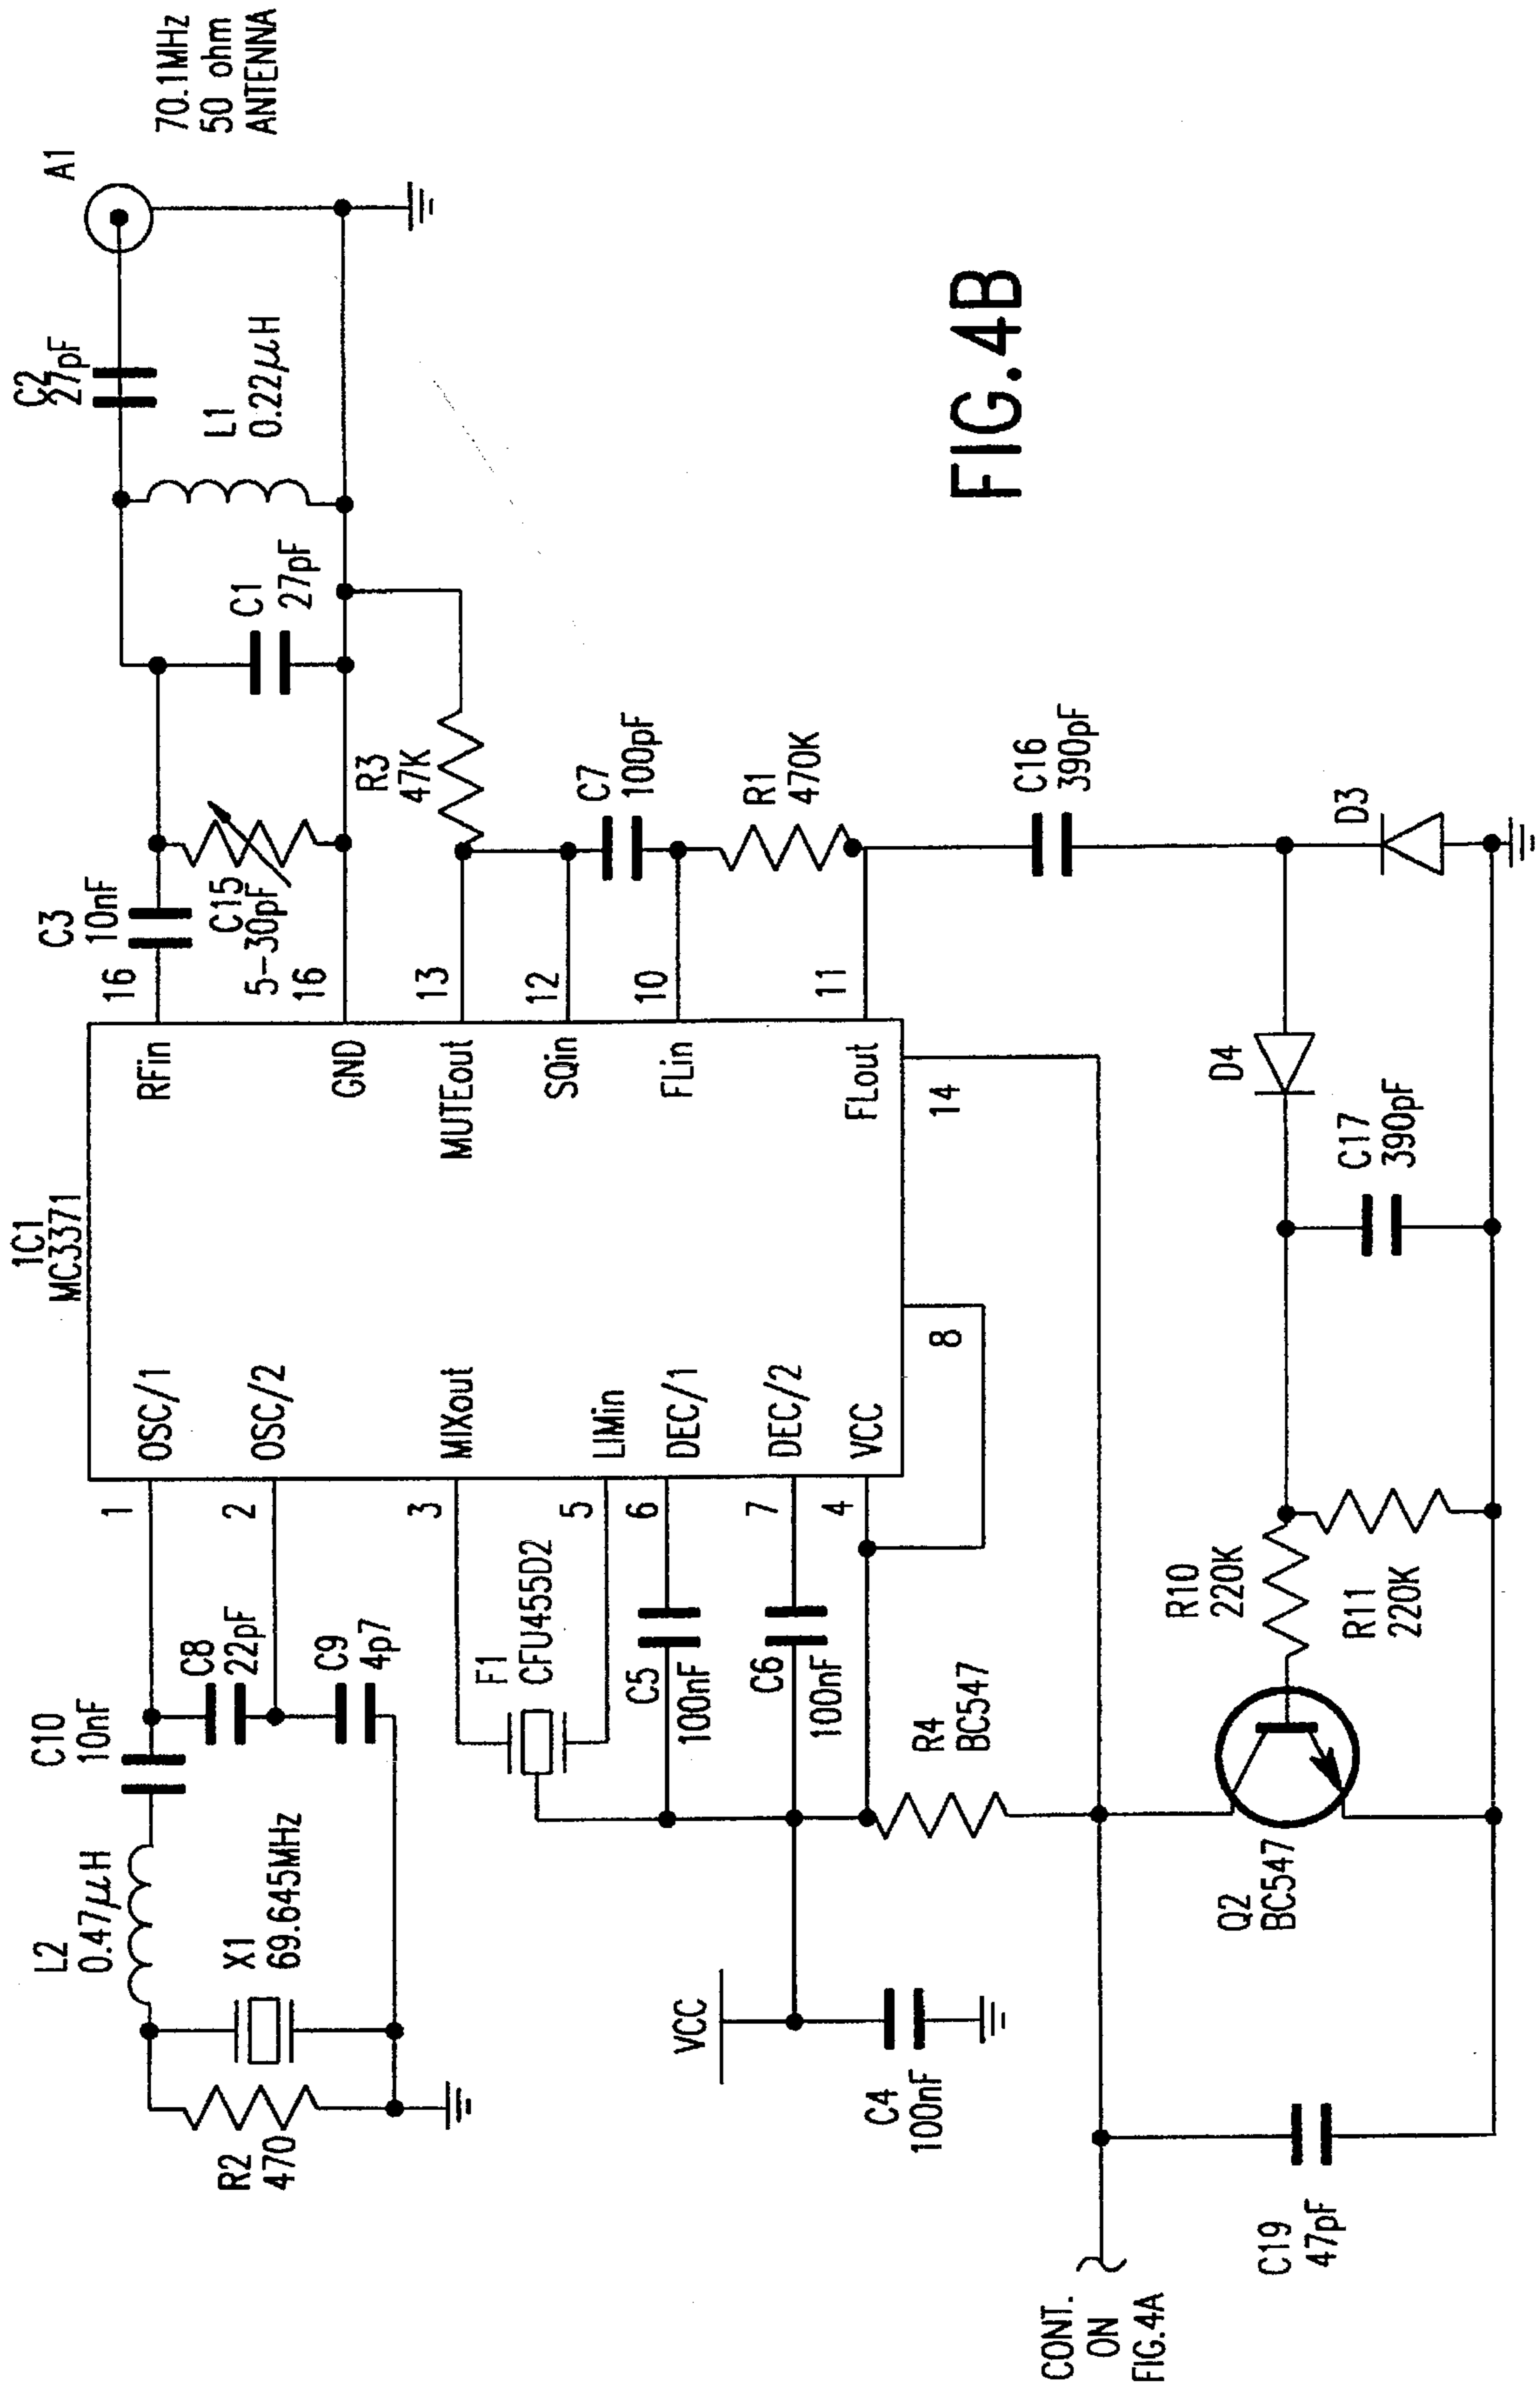 1C1
MC3371
L2
0.47μH
C10
10nF
C8
22pF
C9
4p7
X1
69.645MHz
R2
470
1
OSC/1
2
OSC/2
3
MIXout
5
LIMin
6
DEC/1
7
DEC/2
4
VCC
8
14
RFin
16
GND
16
MUTEout
13
SQin
12
FLin
10
FLout
11
F1
CFU455D2
C5
100nF
C6
100nF
R4
BC547
VCC
C4
100nF
C3
10nF
C15
5-30pF
C1
27pF
L1
0.22μH
C2
27pF
A1
70.1MHz
50 ohm
ANTENNA
R3
47K
C7
100pF
R1
470K
C16
390pF
D3
D4
C17
390pF
R10
220K
R11
220K
Q2
BC547
C19
47pF
CONT.
ON
FIG.4A
FIG.4B